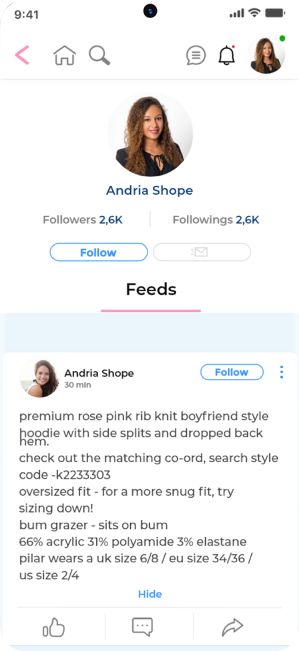 9:41
Andria Shope
Followers 2,6K
Followings 2,6K
Follow
Feeds
Andria Shope
30 min
Follow
premium rose pink rib knit boyfriend style
hoodie with side splits and dropped back
hem.
check out the matching co-ord, search style
code -k2233303
oversized fit - for a more snug fit, try
sizing down!
bum grazer - sits on bum
66% acrylic 31% polyamide 3% elastane
pilar wears a uk size 6/8 / eu size 34/36 /
us size 2/4
Hide